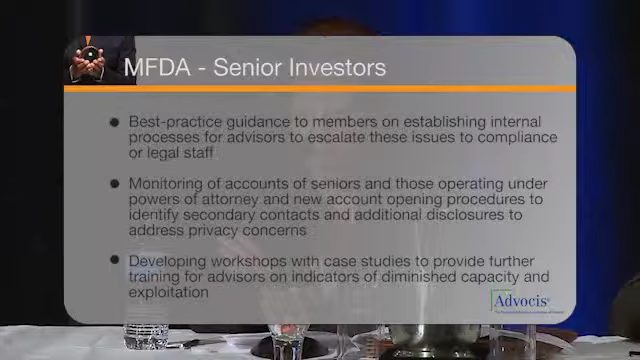 MFDA - Senior Investors
Best-practice guidance to members on establishing internal
processes for advisors to escalate these issues to compliance
or legal staff
Monitoring of accounts of seniors and those operating under
powers of attorney and new account opening procedures to
identify secondary contacts and additional disclosures to
address privacy concerns
Developing workshops with case studies to provide further
training for advisors on indicators of diminished capacity and
exploitation
Advocis